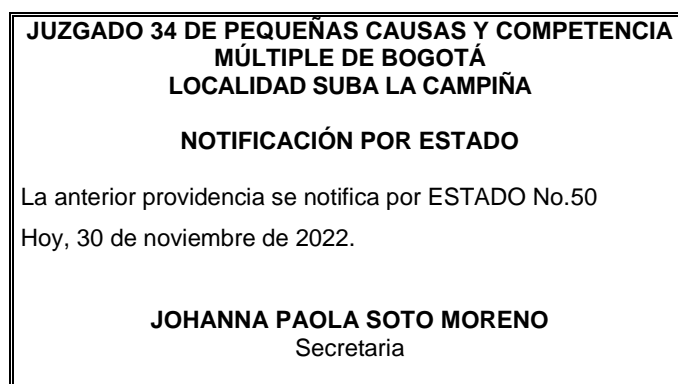 JUZGADO 34 DE PEQUEÑAS CAUSAS Y COMPETENCIA
MÚLTIPLE DE BOGOTÁ
LOCALIDAD SUBA LA CAMPIÑA
NOTIFICACIÓN POR ESTADO
La anterior providencia se notifica por ESTADO No.50
Hoy, 30 de noviembre de 2022.
JOHANNA PAOLA SOTO MORENO
Secretaria